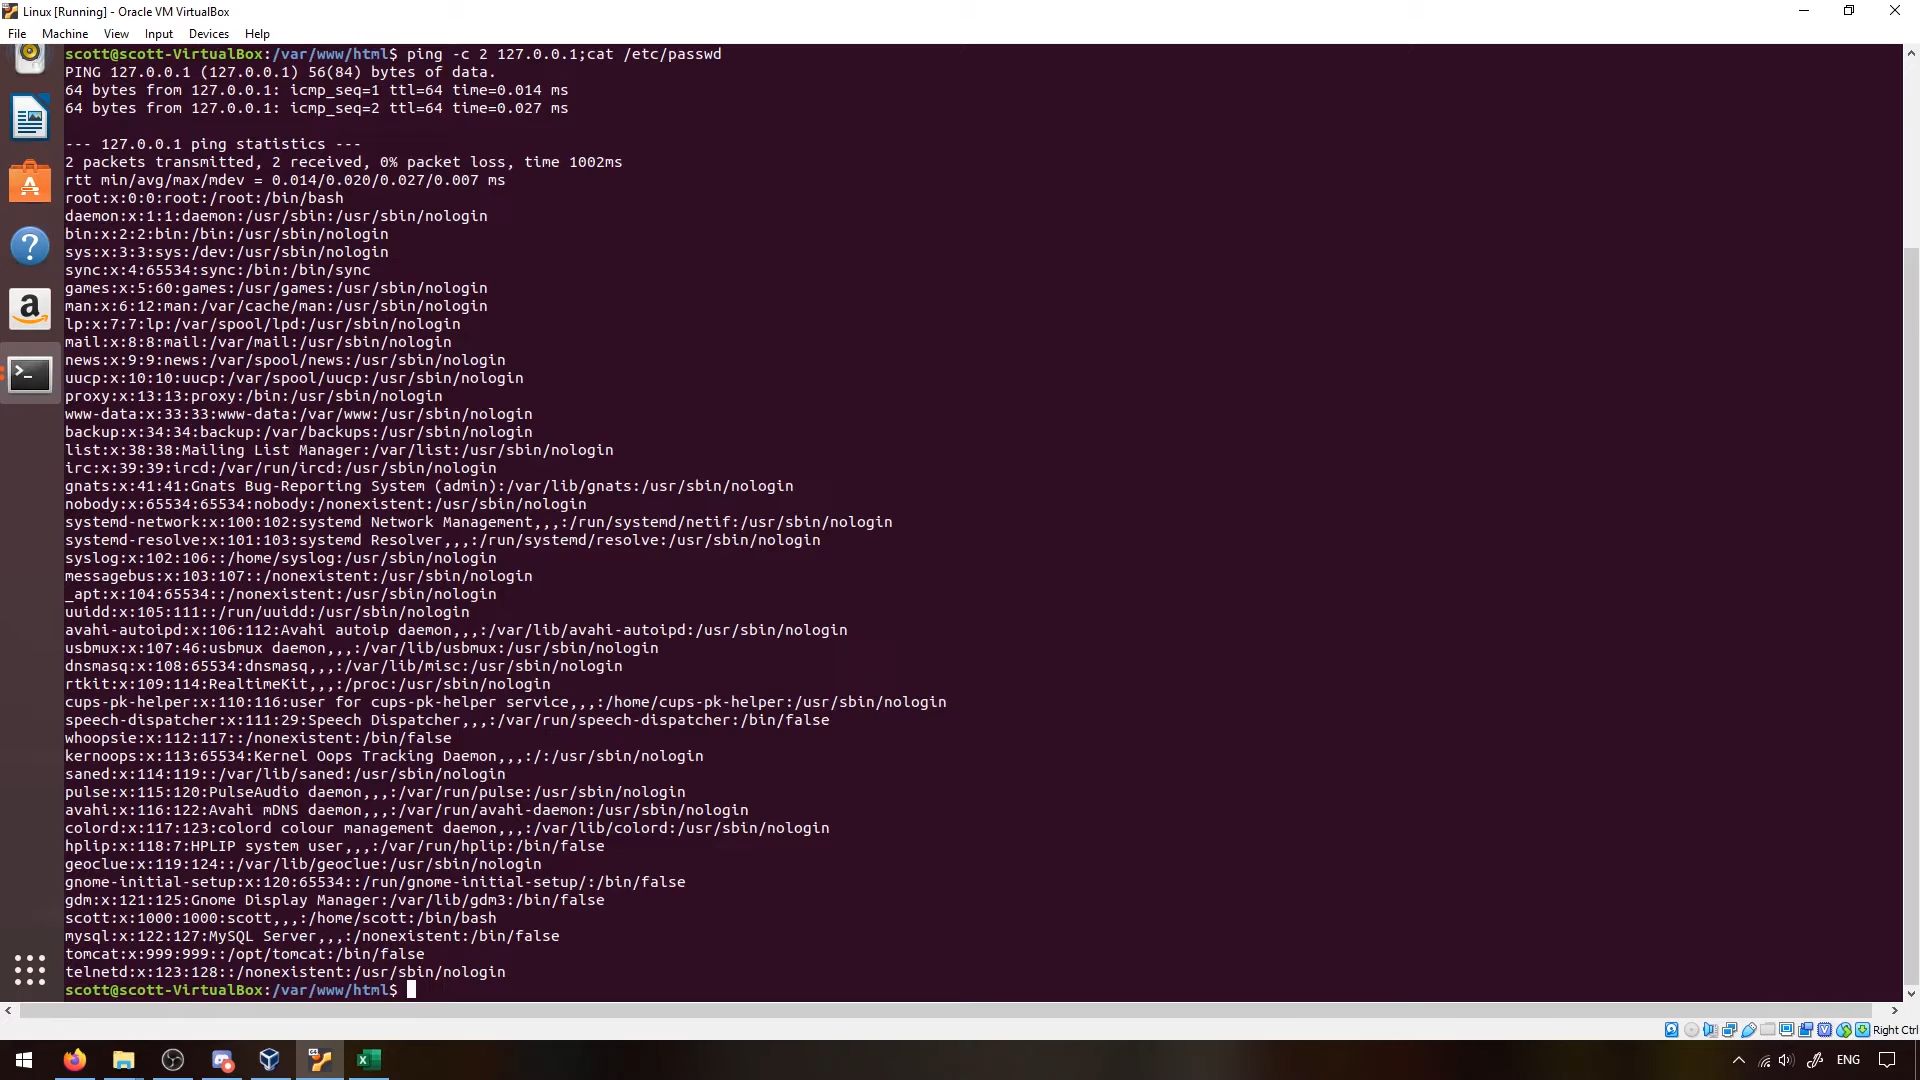 Linux [Running] - Oracle VM VirtualBox
File Machine View Input Devices Help
scott@scott-VirtualBox:/var/www/html$ ping -c 2 127.0.0.1;cat /etc/passwd
PING 127.0.0.1 (127.0.0.1) 56(84) bytes of data.
64 bytes from 127.0.0.1: icmp_seq=1 ttl=64 time=0.014 ms
64 bytes from 127.0.0.1: icmp_seq=2 ttl=64 time=0.027 ms
--- 127.0.0.1 ping statistics ---
2 packets transmitted, 2 received, 0% packet loss, time 1002ms
rtt min/avg/max/mdev = 0.014/0.020/0.027/0.007 ms
root:x:0:0:root:/root:/bin/bash
daemon:x:1:1:daemon:/usr/sbin:/usr/sbin/nologin
bin:x:2:2:bin:/bin:/usr/sbin/nologin
sys:x:3:3:sys:/dev:/usr/sbin/nologin
sync:x:4:65534:sync:/bin:/bin/sync
games:x:5:60:games:/usr/games:/usr/sbin/nologin
man:x:6:12:man:/var/cache/man:/usr/sbin/nologin
lp:x:7:7:lp:/var/spool/lpd:/usr/sbin/nologin
mail:x:8:8:mail:/var/mail:/usr/sbin/nologin
news:x:9:9:news:/var/spool/news:/usr/sbin/nologin
uucp:x:10:10:uucp:/var/spool/uucp:/usr/sbin/nologin
proxy:x:13:13:proxy:/bin:/usr/sbin/nologin
www-data:x:33:33:www-data:/var/www:/usr/sbin/nologin
backup:x:34:34:backup:/var/backups:/usr/sbin/nologin
list:x:38:38:Mailing List Manager:/var/list:/usr/sbin/nologin
irc:x:39:39:ircd:/var/run/ircd:/usr/sbin/nologin
gnats:x:41:41:Gnats Bug-Reporting System (admin):/var/lib/gnats:/usr/sbin/nologin
nobody:x:65534:65534:nobody:/nonexistent:/usr/sbin/nologin
systemd-network:x:100:102:systemd Network Management,,,:/run/systemd/netif:/usr/sbin/nologin
systemd-resolve:x:101:103:systemd Resolver,,,:/run/systemd/resolve:/usr/sbin/nologin
syslog:x:102:106::/home/syslog:/usr/sbin/nologin
messagebus:x:103:107::/nonexistent:/usr/sbin/nologin
_apt:x:104:65534::/nonexistent:/usr/sbin/nologin
uuidd:x:105:111::/run/uuidd:/usr/sbin/nologin
avahi-autoipd:x:106:112:Avahi autoip daemon,,,:/var/lib/avahi-autoipd:/usr/sbin/nologin
usbmux:x:107:46:usbmux daemon,,,:/var/lib/usbmux:/usr/sbin/nologin
dnsmasq:x:108:65534:dnsmasq,,,:/var/lib/misc:/usr/sbin/nologin
rtkit:x:109:114:RealtimeKit,,,:/proc:/usr/sbin/nologin
cups-pk-helper:x:110:116:user for cups-pk-helper service,,,:/home/cups-pk-helper:/usr/sbin/nologin
speech-dispatcher:x:111:29:Speech Dispatcher,,,:/var/run/speech-dispatcher:/bin/false
whoopsie:x:112:117::/nonexistent:/bin/false
kernoops:x:113:65534:Kernel Oops Tracking Daemon,,,:/:/usr/sbin/nologin
saned:x:114:119::/var/lib/saned:/usr/sbin/nologin
pulse:x:115:120:PulseAudio daemon,,,:/var/run/pulse:/usr/sbin/nologin
avahi:x:116:122:Avahi mDNS daemon,,,:/var/run/avahi-daemon:/usr/sbin/nologin
colord:x:117:123:colord colour management daemon,,,:/var/lib/colord:/usr/sbin/nologin
hplip:x:118:7:HPLIP system user,,,:/var/run/hplip:/bin/false
geoclue:x:119:124::/var/lib/geoclue:/usr/sbin/nologin
gnome-initial-setup:x:120:65534::/run/gnome-initial-setup/:/bin/false
gdm:x:121:125:Gnome Display Manager:/var/lib/gdm3:/bin/false
scott:x:1000:1000:scott,,,:/home/scott:/bin/bash
mysql:x:122:127:MySQL Server,,,:/nonexistent:/bin/false
tomcat:x:999:999::/opt/tomcat:/bin/false
telnetd:x:123:128::/nonexistent:/usr/sbin/nologin
scott@scott-VirtualBox:/var/www/html$
Right Ctrl
ENG